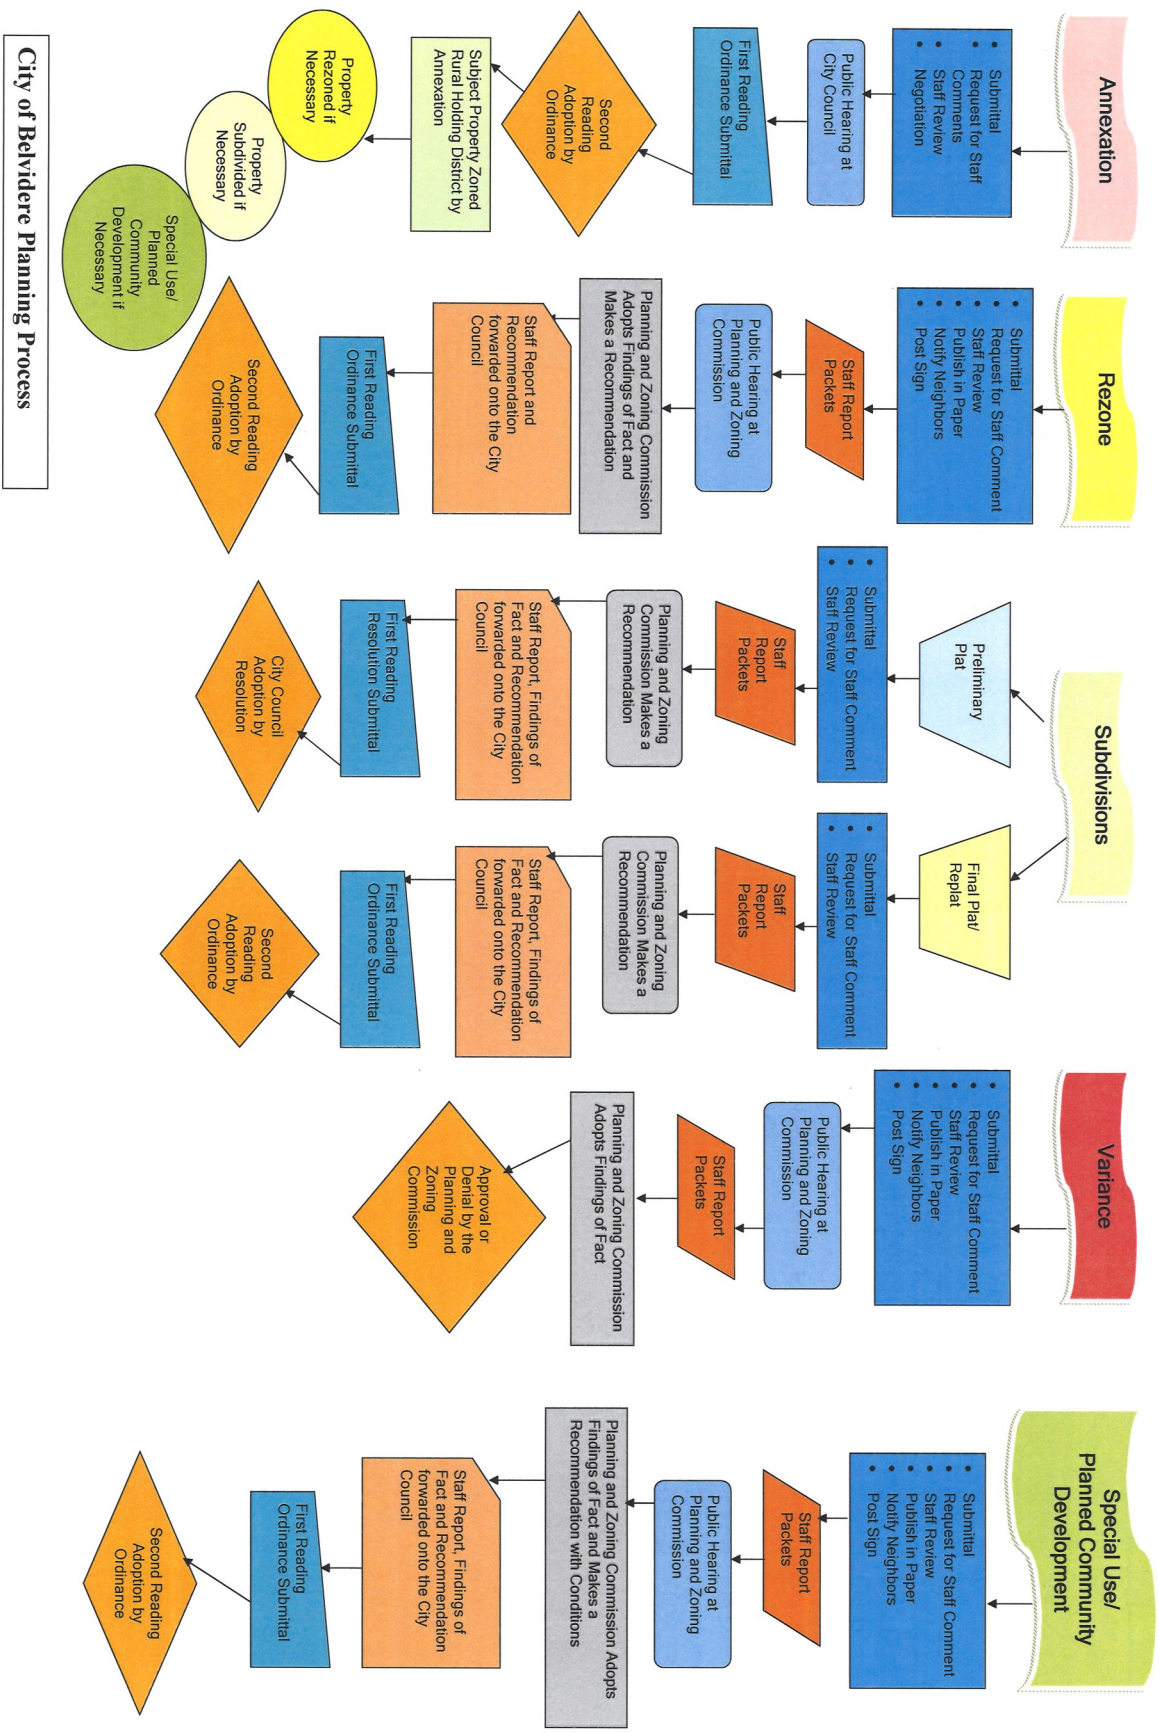 Annexation
Submittal
Request for Staff
Comments
Staff Review
Negotiation
Public Hearing at
City Council
First Reading
Ordinance Submittal
Second
Reading
Adoption by
Ordinance
Subject Property Zoned
Rural Holding District by
Annexation
Property
Rezoned if
Necessary
Property
Subdivided if
Necessary
Special Use/
Planned
Community
Development if
Necessary
Rezone
Submittal
Request for Staff Comment
Staff Review
Publish in Paper
Notify Neighbors
Post Sign
Staff Report
Packets
Public Hearing at
Planning and Zoning
Commission
Planning and Zoning Commission
Adopts Findings of Fact and
Makes a Recommendation
Staff Report and
Recommendation
forwarded onto the City
Council
First Reading
Ordinance Submittal
Second Reading
Adoption by
Ordinance
Subdivisions
Preliminary
Plat
Submittal
Request for Staff Comment
Staff Review
Staff
Report
Packets
Planning and Zoning
Commission Makes a
Recommendation
Staff Report, Findings of
Fact and Recommendation
forwarded onto the City
Council
First Reading
Resolution Submittal
City Council
Adoption by
Resolution
Final Plat/
Replat
Submittal
Request for Staff Comment
Staff Review
Staff
Report
Packets
Planning and Zoning
Commission Makes a
Recommendation
Staff Report, Findings of
Fact and Recommendation
forwarded onto the City
Council
First Reading
Ordinance Submittal
Second
Reading
Adoption by
Ordinance
Variance
Submittal
Request for Staff Comment
Staff Review
Publish in Paper
Notify Neighbors
Post Sign
Public Hearing at
Planning and Zoning
Commission
Staff Report
Packets
Planning and Zoning Commission
Adopts Findings of Fact
Approval or
Denial by the
Planning and
Zoning
Commission
Special Use/
Planned Community
Development
Submittal
Request for Staff Comment
Staff Review
Publish in Paper
Notify Neighbors
Post Sign
Staff Report
Packets
Public Hearing at
Planning and Zoning
Commission
Planning and Zoning Commission Adopts
Findings of Fact and Makes a
Recommendation with Conditions
Staff Report, Findings of
Fact and Recommendation
forwarded onto the City
Council
First Reading
Ordinance Submittal
Second Reading
Adoption by
Ordinance
City of Belvidere Planning Process